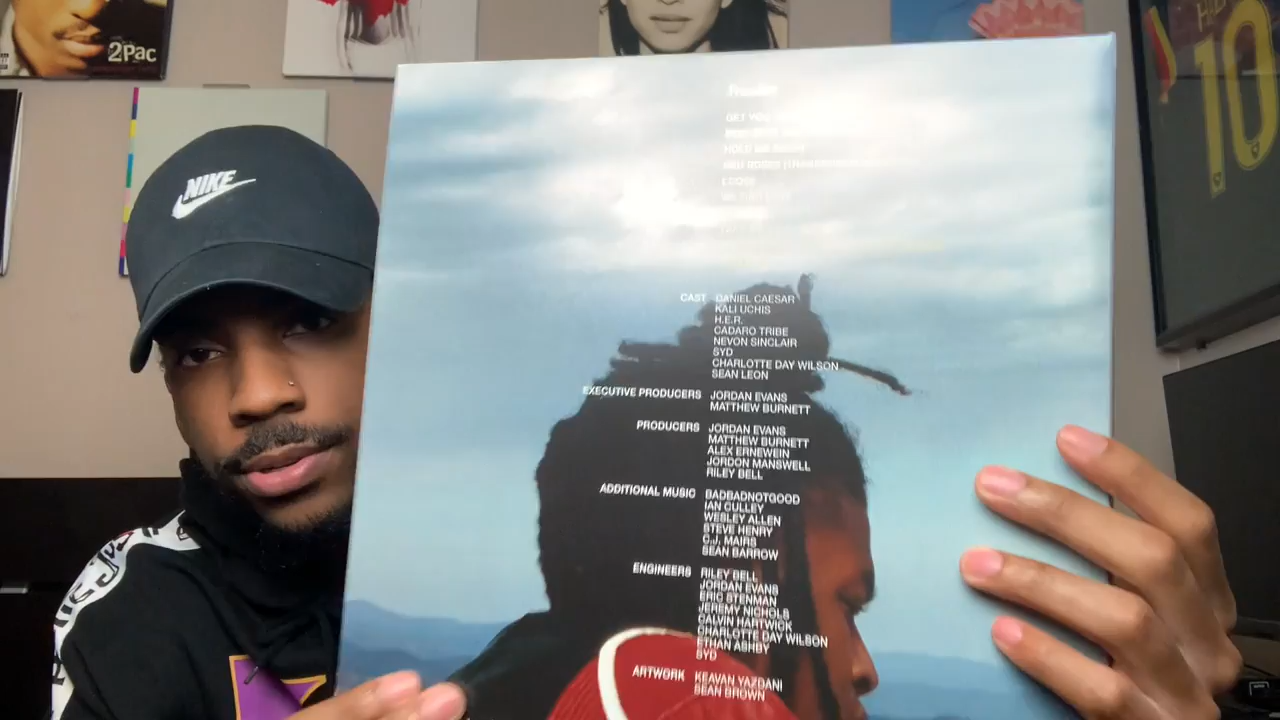 2Pac
10
NIKE
Freudian
GET YOU
HOLD ME DOWN
LOOSE
CAST DANIEL CAESAR
KALI UCHIS
H.E.R.
CADARO TRIBE
NEVON SINCLAIR
SYD
CHARLOTTE DAY WILSON
SEAN LEON
EXECUTIVE PRODUCERS JORDAN EVANS
MATTHEW BURNETT
PRODUCERS JORDAN EVANS
MATTHEW BURNETT
ALEX ERNEWEIN
JORDON MANSWELL
RILEY BELL
ADDITIONAL MUSIC BADBADNOTGOOD
IAN CULLEY
WESLEY ALLEN
STEVE HENRY
C.J. MAIRS
SEAN BARROW
ENGINEERS RILEY BELL
JORDAN EVANS
ERIC STENMAN
JEREMY NICHOLS
CALVIN HARTWICK
CHARLOTTE DAY WILSON
ETHAN ASHBY
SYD
ARTWORK KEAVAN YAZDANI
SEAN BROWN